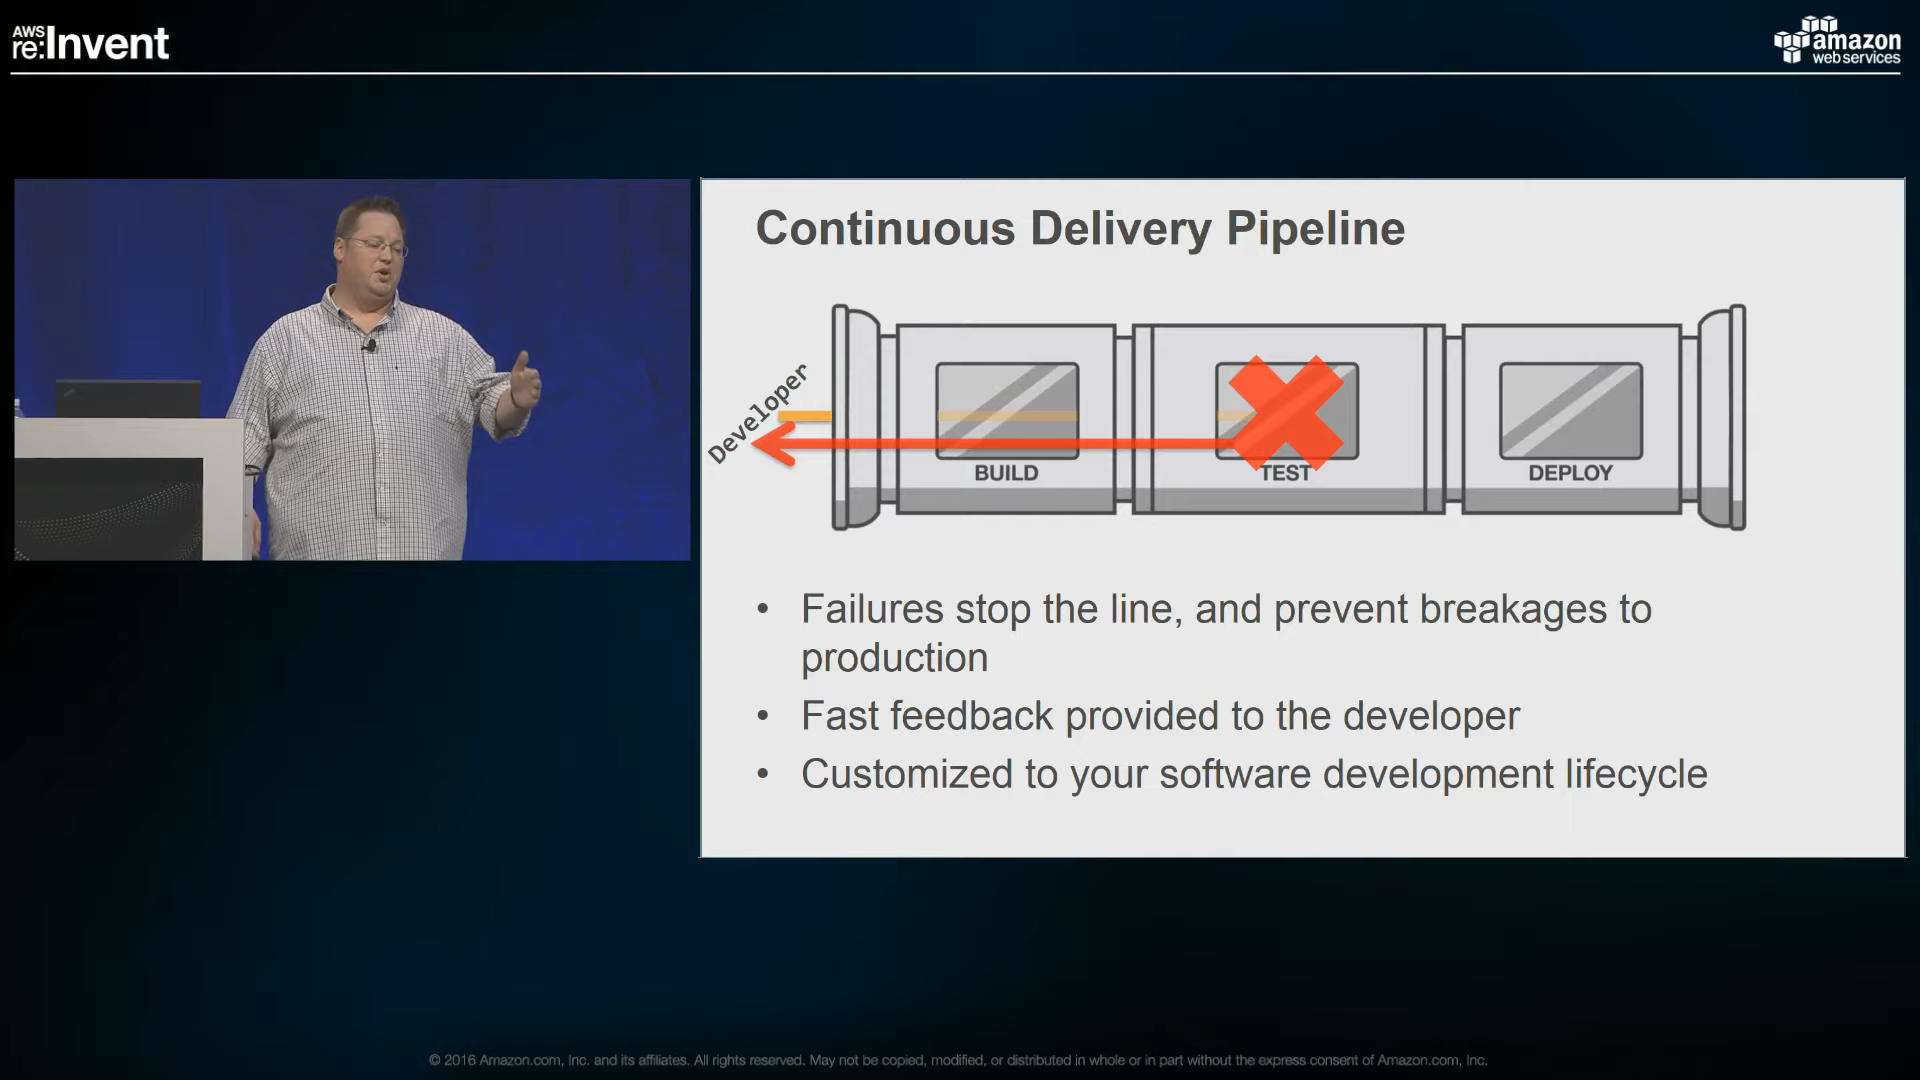 AWS
re:Invent
amazon
web services
Continuous Delivery Pipeline
Developer
BUILD
TEST
DEPLOY
• Failures stop the line, and prevent breakages to
production
• Fast feedback provided to the developer
• Customized to your software development lifecycle
© 2016 Amazon.com, Inc. and its affiliates. All rights reserved. May not be copied, modified, or distributed in whole or in part without the express consent of Amazon.com, Inc.